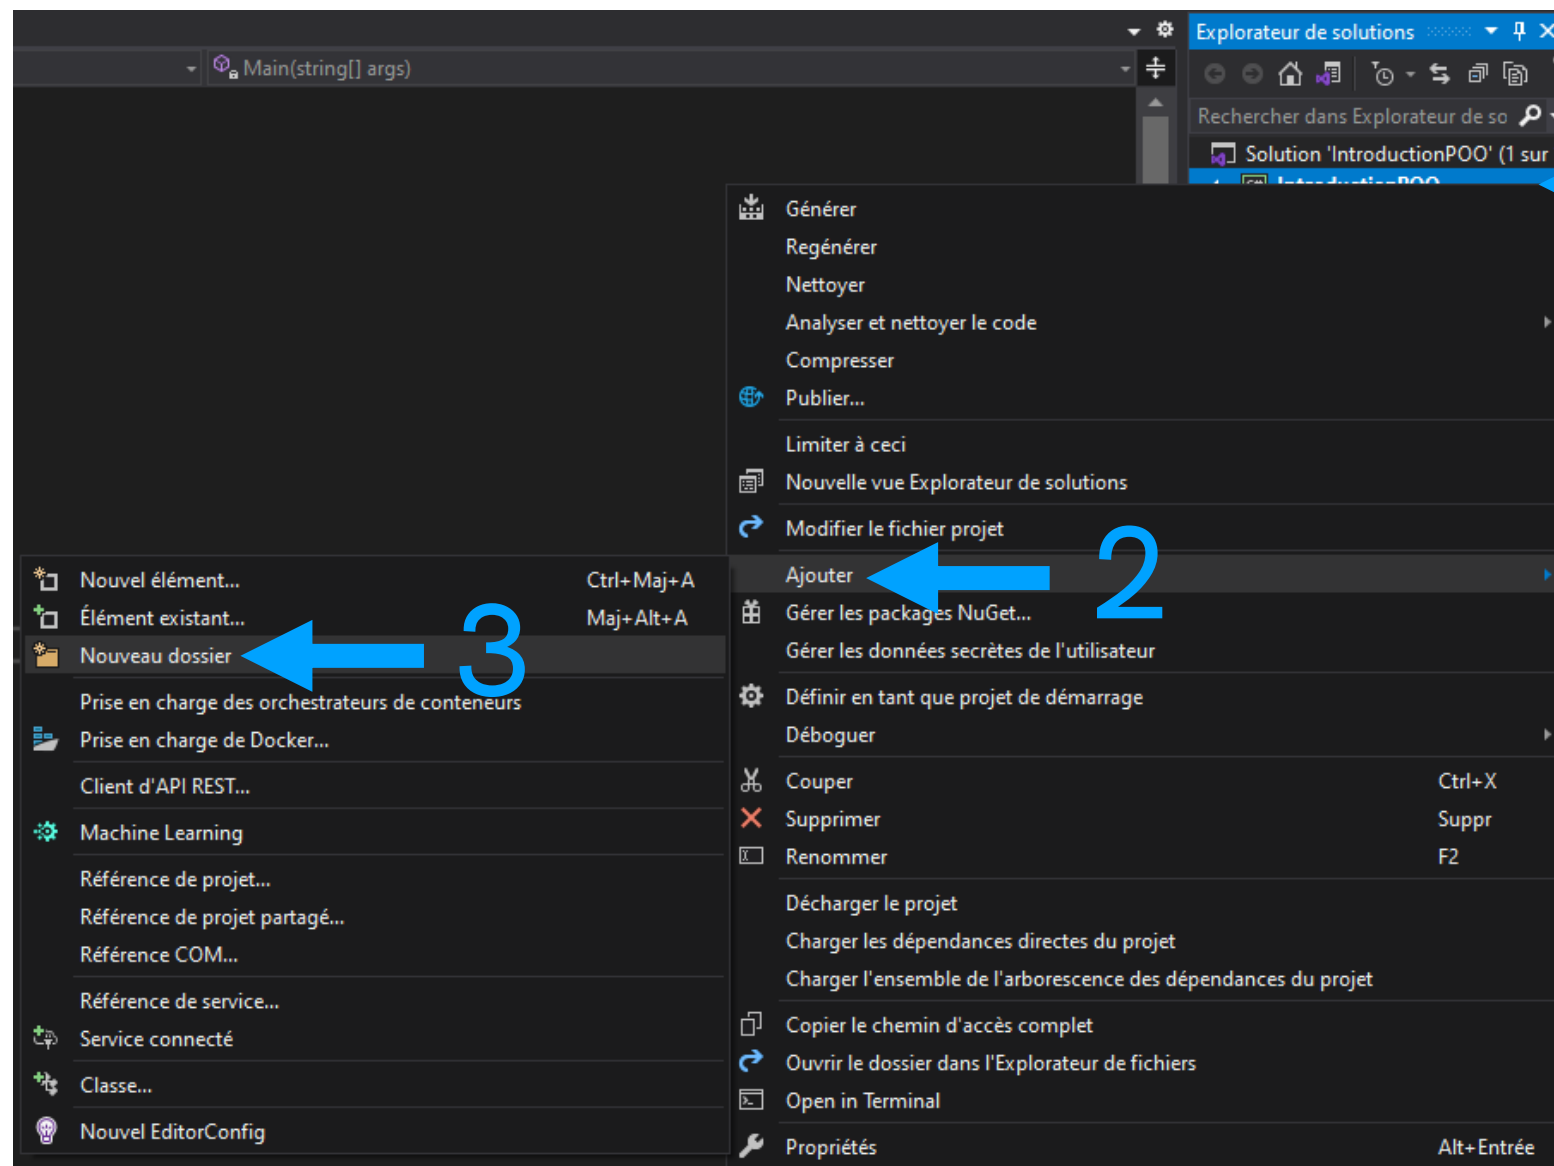 Explorateur de solutions
Main(string[] args)
Rechercher dans Explorateur de so
Solution 'IntroductionPOO' (1 sur
IntroductionPOO
Générer
Regénérer
Nettoyer
Analyser et nettoyer le code
Compresser
Publier...
Limiter à ceci
Nouvelle vue Explorateur de solutions
Modifier le fichier projet
Ajouter
2
Gérer les packages NuGet...
Gérer les données secrètes de l'utilisateur
Définir en tant que projet de démarrage
Déboguer
Couper Ctrl+X
Supprimer Suppr
Renommer F2
Décharger le projet
Charger les dépendances directes du projet
Charger l'ensemble de l'arborescence des dépendances du projet
Copier le chemin d'accès complet
Ouvrir le dossier dans l'Explorateur de fichiers
Open in Terminal
Propriétés Alt+Entrée
Nouvel élément... Ctrl+Maj+A
Élément existant... Maj+Alt+A
Nouveau dossier
3
Prise en charge des orchestrateurs de conteneurs
Prise en charge de Docker...
Client d'API REST...
Machine Learning
Référence de projet...
Référence de projet partagé...
Référence COM...
Référence de service...
Service connecté
Classe...
Nouvel EditorConfig